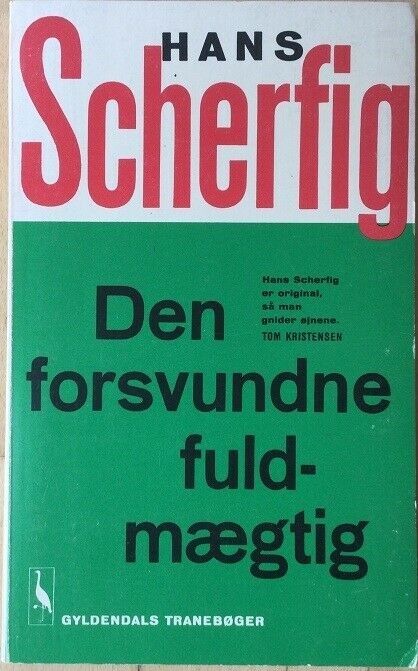 HANS
Scherfig
Hans Scherfig
er original,
så man
gnider øjnene.
TOM KRISTENSEN
Den
forsvundne
fuld-
mægtig
GYLDENDALS TRANEBØGER